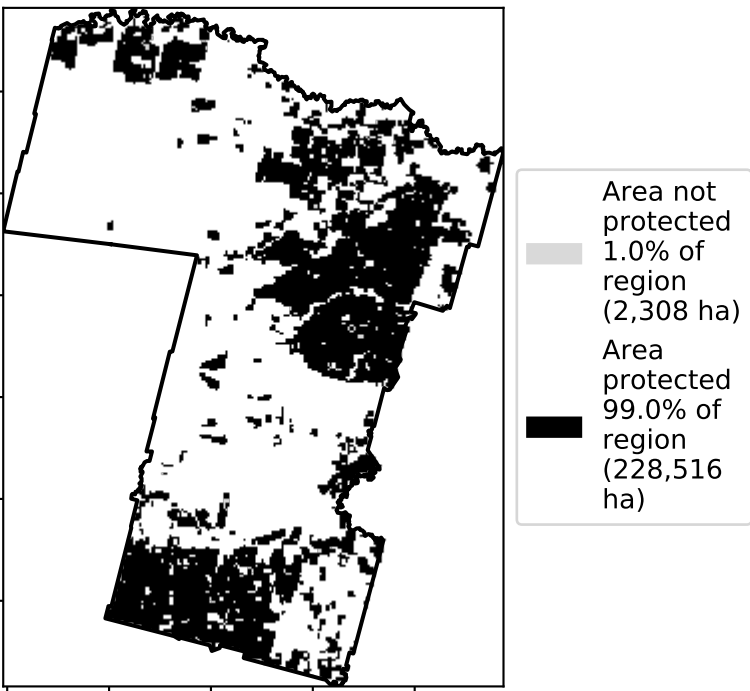 Area not
protected
1.0% of
region
(2,308 ha)
Area
protected
99.0% of
region
(228,516
ha)